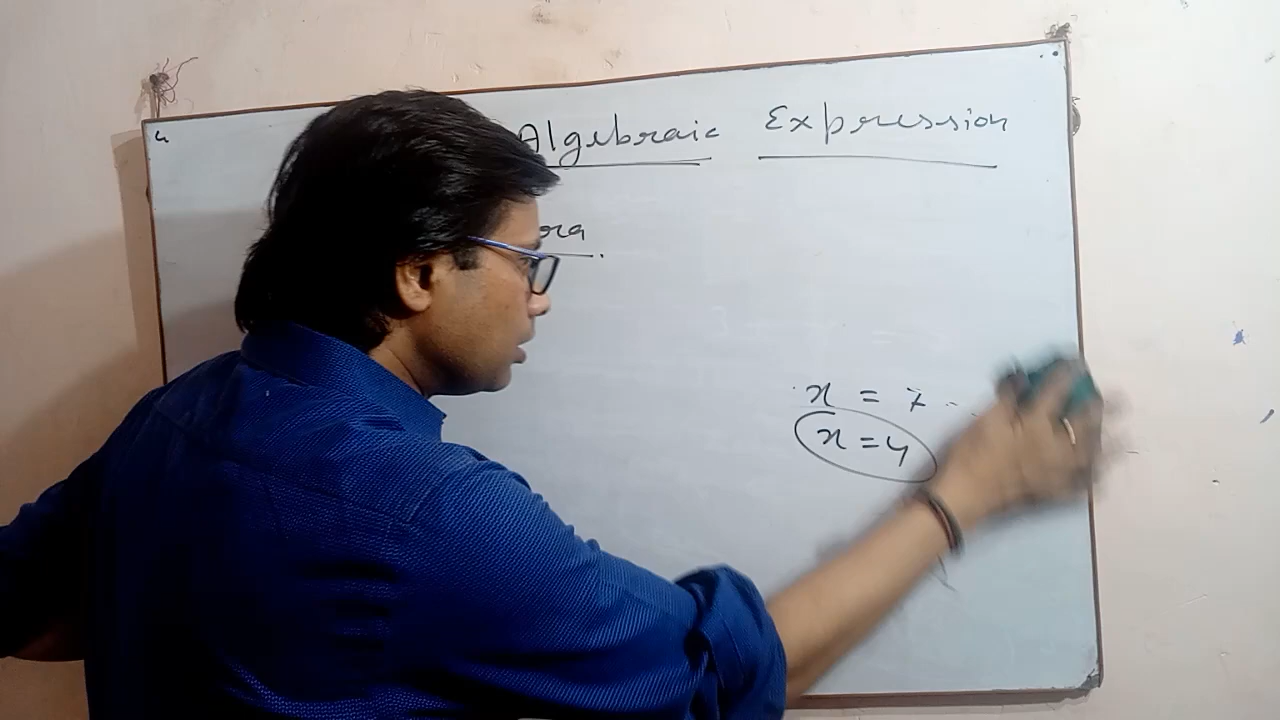 Algebraic Expression
x = 7 -
x = 4